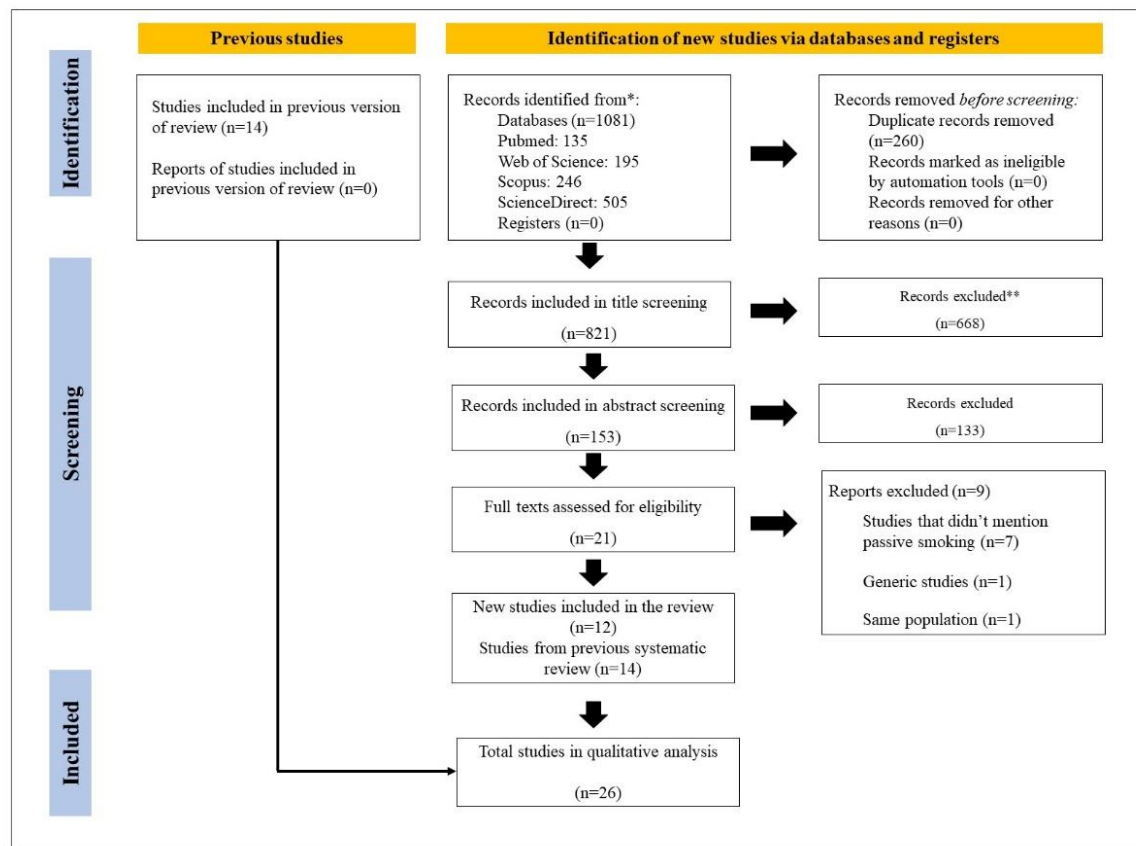 Previous studies
Identification of new studies via databases and registers
Identification
Studies included in previous version
of review (n=14)
Reports of studies included in
previous version of review (n=0)
Records identified from*:
Databases (n=1081)
Pubmed: 135
Web of Science: 195
Scopus: 246
ScienceDirect: 505
Registers (n=0)
Records removed before screening:
Duplicate records removed
(n=260)
Records marked as ineligible
by automation tools (n=0)
Records removed for other
reasons (n=0)
Screening
Records included in title screening
(n=821)
Records excluded**
(n=668)
Records included in abstract screening
(n=153)
Records excluded
(n=133)
Full texts assessed for eligibility
(n=21)
Reports excluded (n=9)
Studies that didn’t mention
passive smoking (n=7)
Generic studies (n=1)
Same population (n=1)
New studies included in the review
(n=12)
Studies from previous systematic
review (n=14)
Included
Total studies in qualitative analysis
(n=26)